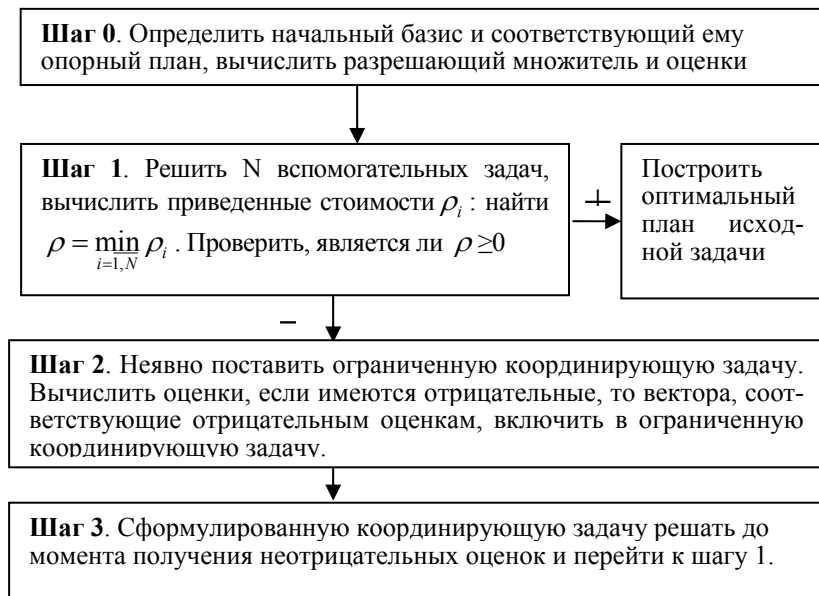 Шаг 0. Определить начальный базис и соответствующий ему
опорный план, вычислить разрешающий множитель и оценки
Шаг 1. Решить N вспомогательных задач,
вычислить приведенные стоимости ρᵢ : найти
ρ = min ρᵢ . Проверить, является ли ρ ≥0
i=1,N
+
Построить
оптимальный
план исход-
ной задачи
–
Шаг 2. Неявно поставить ограниченную координирующую задачу.
Вычислить оценки, если имеются отрицательные, то вектора, соот-
ветствующие отрицательным оценкам, включить в ограниченную
координирующую задачу.
Шаг 3. Сформулированную координирующую задачу решать до
момента получения неотрицательных оценок и перейти к шагу 1.